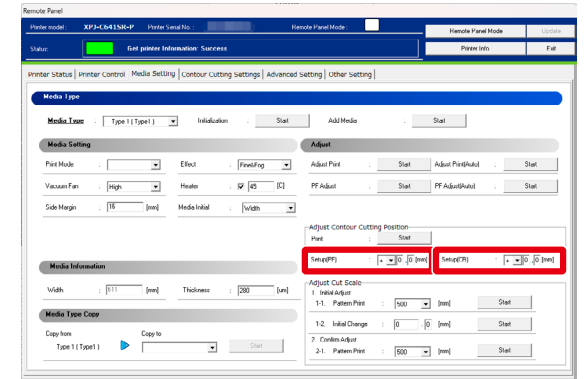 Remote Panel
Printer model : XPJ-C641SR-P Printer Serial No. : Remote Panel Mode : Remote Panel Mode Update
Status: Get printer Information: Success Printer Info Exit
Printer Status Printer Control Media Setting Contour Cutting Settings Advanced Setting Other Setting
Media Type
Media Type : Type 1 ( Type1 ) Initialization : Start Add Media : Start
Media Setting Adjust
Print Mode : Effect : Fine&Fog Adjust Print : Start Adjust Print(Auto) : Start
Vacuum Fan : High Heater : 45 [C] PF Adjust : Start PF Adjust(Auto) : Start
Side Margin : 15 [mm] Media Initial : Width
Adjust Contour Cutting Position
Print : Start
Setup(PF) : + 0 . 0 [mm] Setup(CR) : + 0 . 0 [mm]
Media Information
Adjust Cut Scale
1. Initial Adjust
Width : 611 [mm] Thickness : 280 [um] 1-1. Pattern Print : 500 [mm] Start
Media Type Copy
1-2. Initial Change : 0 . 0 [mm] Start
Copy from Copy to
2. Confirm Adjust
Type 1 ( Type1 ) Start 2-1. Pattern Print : 500 [mm] Start